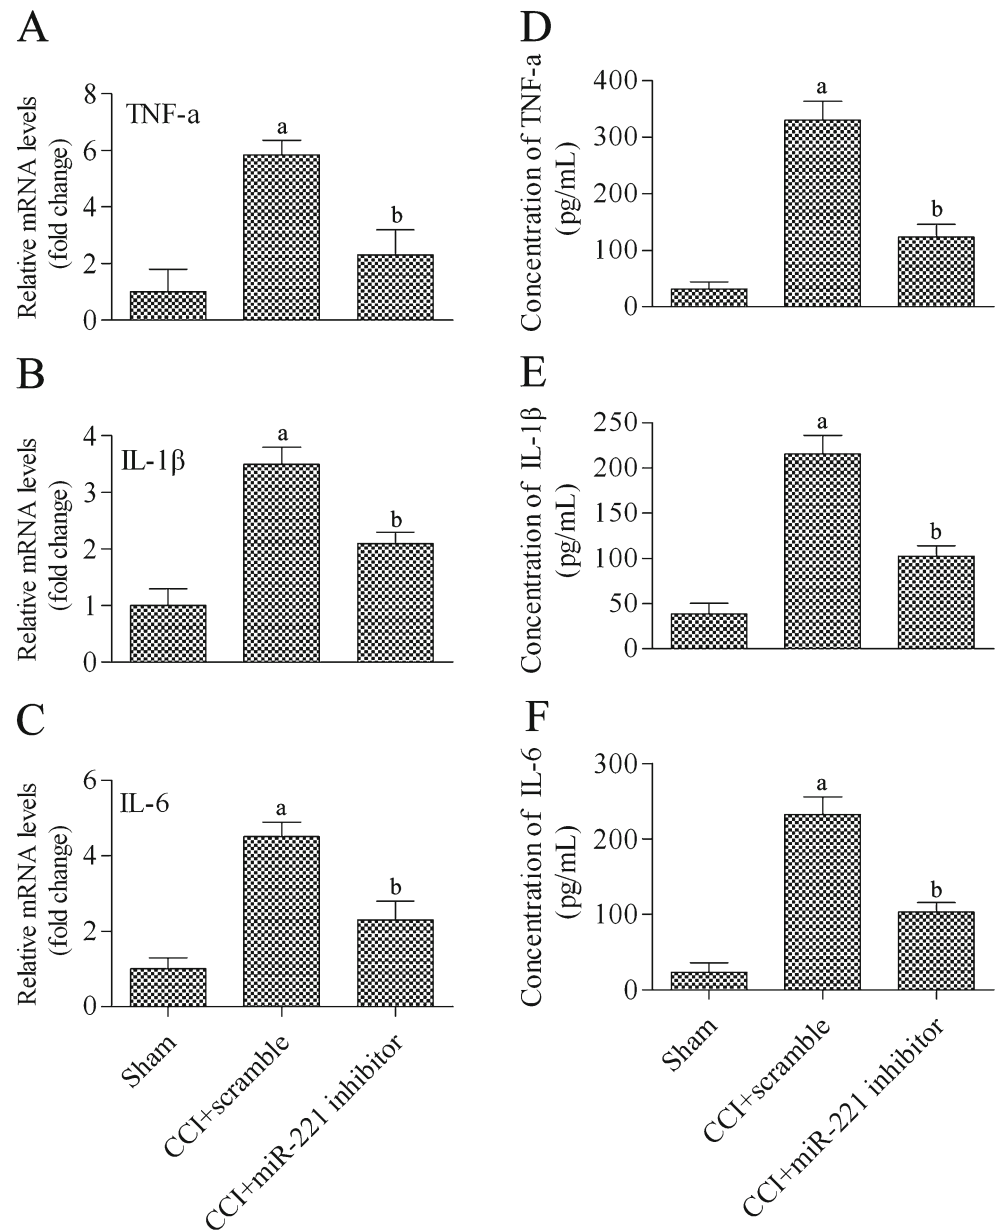 A
Relative mRNA levels
(fold change)
8
6
4
2
0
TNF-a
a
b
B
Relative mRNA levels
(fold change)
4
3
2
1
0
IL-1β
a
b
C
Relative mRNA levels
(fold change)
6
4
2
0
IL-6
a
b
Sham
CCI+scramble
CCI+miR-221 inhibitor
D
Concentration of TNF-a
(pg/mL)
400
300
200
100
0
a
b
E
Concentration of IL-1β
(pg/mL)
250
200
150
100
50
0
a
b
F
Concentration of IL-6
(pg/mL)
300
200
100
0
a
b
Sham
CCI+scramble
CCI+miR-221 inhibitor